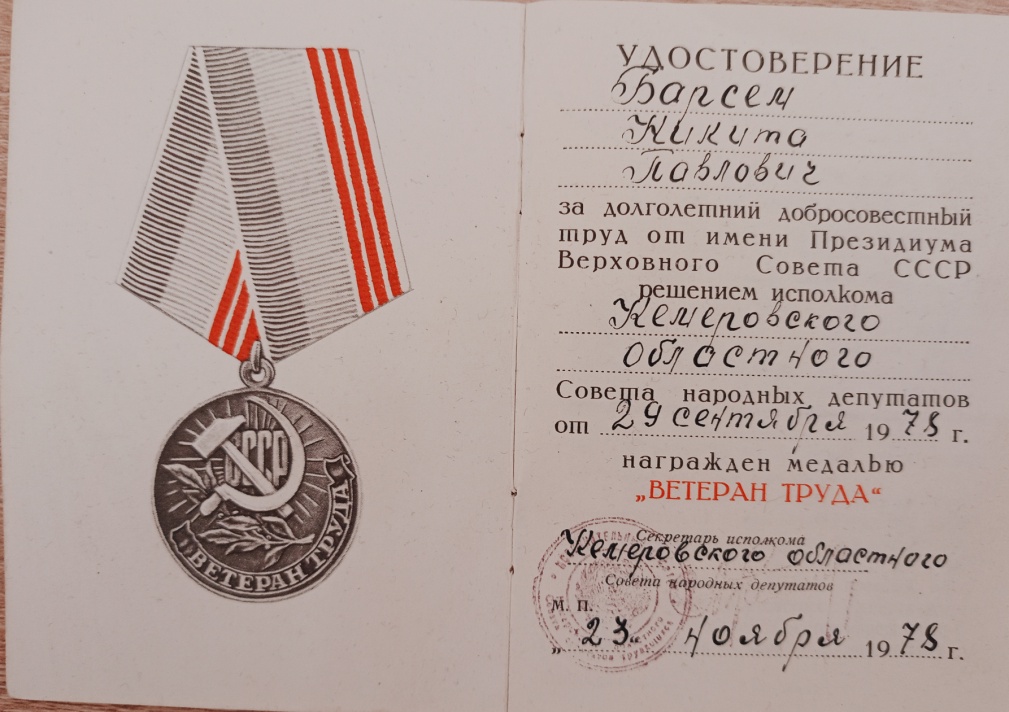 СССР
ВЕТЕРАН ТРУДА
УДОСТОВЕРЕНИЕ
Барсем
Никита
Павлович
за долголетний добросовестный
труд от имени Президиума
Верховного Совета СССР
решением исполкома
Кемеровского
областного
Совета народных депутатов
от 29 сентября 1978 г.
награжден медалью
„ВЕТЕРАН ТРУДА“
Секретарь исполкома
Кемеровского областного
Совета народных депутатов
М. П.
„23“ ноября 1978 г.